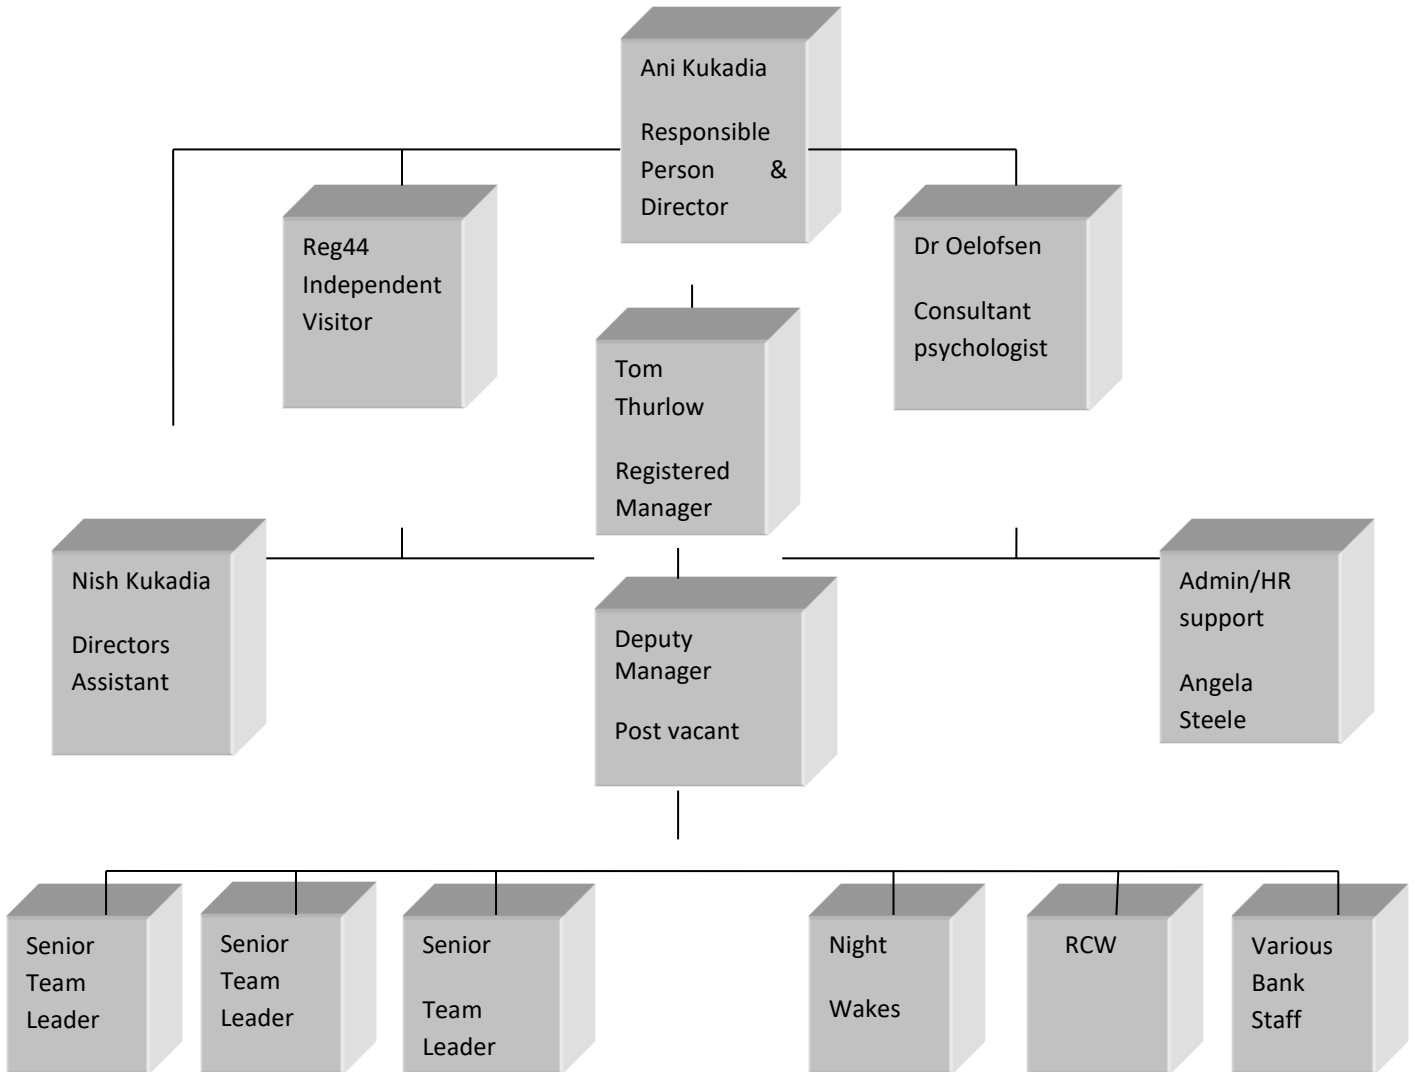 Ani Kukadia
Responsible
Person &
Director
Reg44
Independent
Visitor
Dr Oelofsen
Consultant
psychologist
Tom
Thurlow
Registered
Manager
Nish Kukadia
Directors
Assistant
Deputy
Manager
Post vacant
Admin/HR
support
Angela
Steele
Senior
Team
Leader
Senior
Team
Leader
Senior
Team
Leader
Night
Wakes
RCW
Various
Bank
Staff